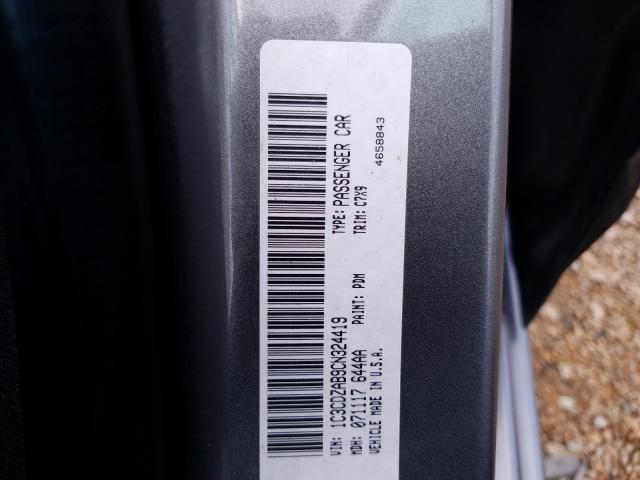 VIN: 1C3CDZAB9CN324419 TYPE: PASSENGER CAR
MDH: 071117 644AA PAINT: PDM TRIM: C7X9
VEHICLE MADE IN U.S.A. 4658843